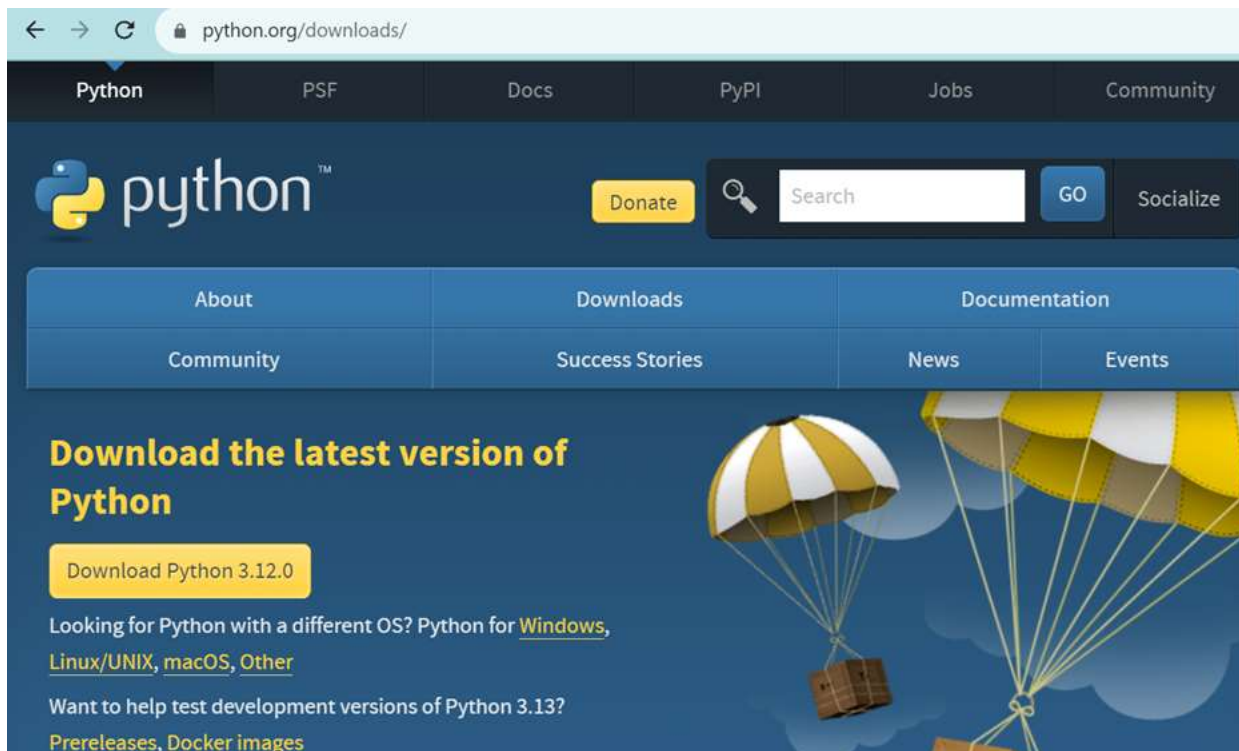 python.org/downloads/
Python PSF Docs PyPI Jobs Community
python™
Donate Search GO Socialize
About Downloads Documentation
Community Success Stories News Events
Download the latest version of
Python
Download Python 3.12.0
Looking for Python with a different OS? Python for Windows,
Linux/UNIX, macOS, Other
Want to help test development versions of Python 3.13?
Prereleases, Docker images